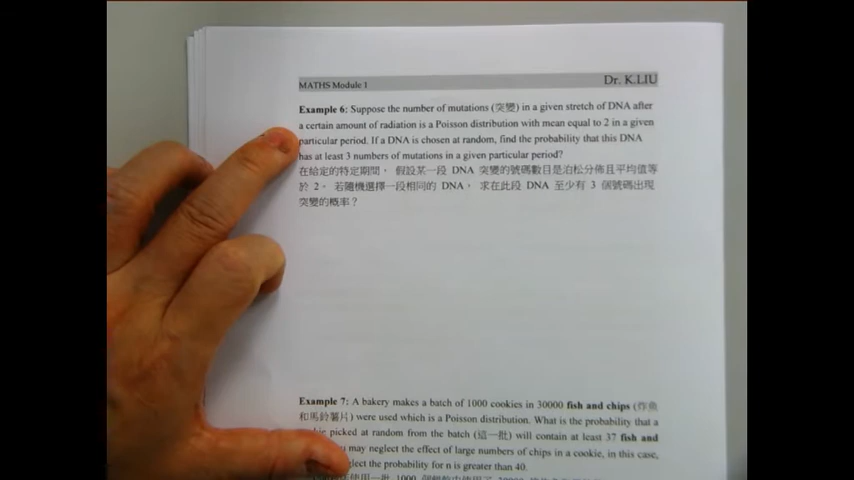 MATHS Module 1 Dr. K.LIU
Example 6: Suppose the number of mutations (突變) in a given stretch of DNA after
a certain amount of radiation is a Poisson distribution with mean equal to 2 in a given
particular period. If a DNA is chosen at random, find the probability that this DNA
has at least 3 numbers of mutations in a given particular period?
在給定的特定期間， 假設某一段 DNA 突變的號碼數目是泊松分佈且平均值等
於 2。 若隨機選擇一段相同的 DNA， 求在此段 DNA 至少有 3 個號碼出現
突變的概率？
Example 7: A bakery makes a batch of 1000 cookies in 30000 fish and chips (炸魚
和馬鈴薯片) were used which is a Poisson distribution. What is the probability that a
picked at random from the batch (這一批) will contain at least 37 fish and
may neglect the effect of large numbers of chips in a cookie, in this case,
the probability for n is greater than 40.